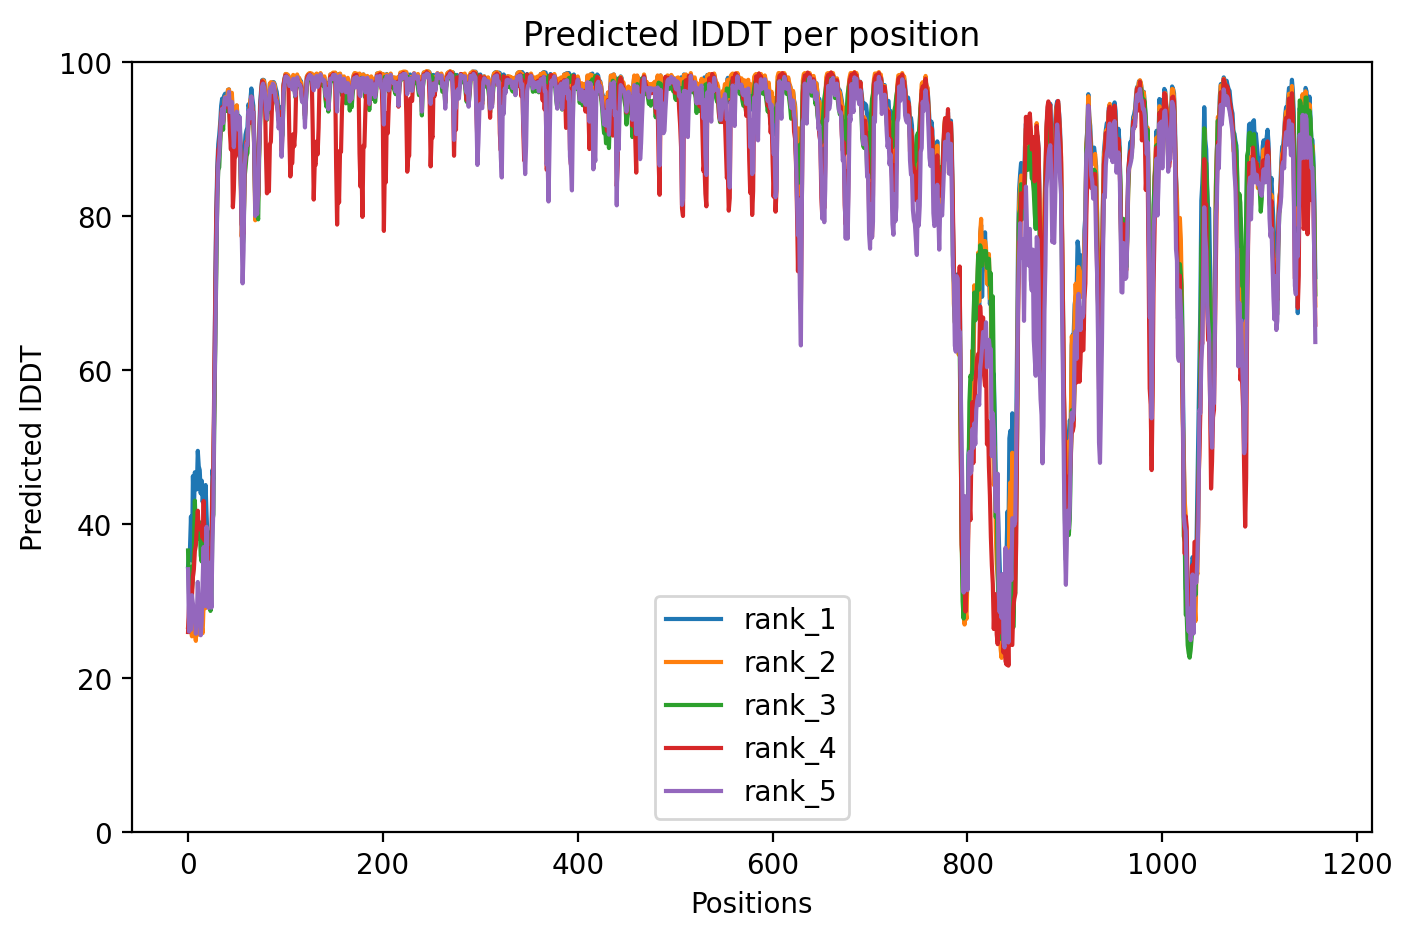 Predicted lDDT per position
100
80
60
40
20
0
Predicted lDDT
0 200 400 600 800 1000 1200
Positions
rank_1
rank_2
rank_3
rank_4
rank_5